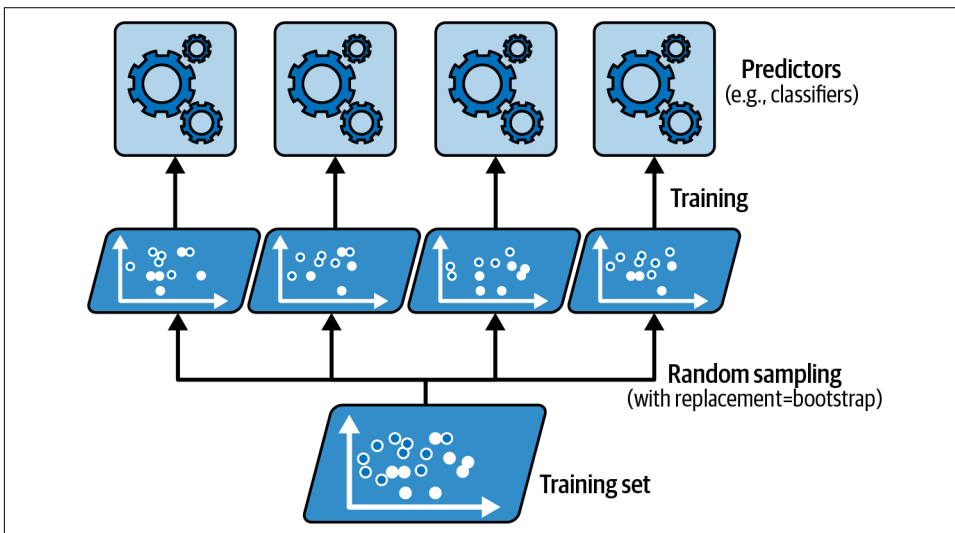 Predictors
(e.g., classifiers)
Training
Random sampling
(with replacement=bootstrap)
Training set